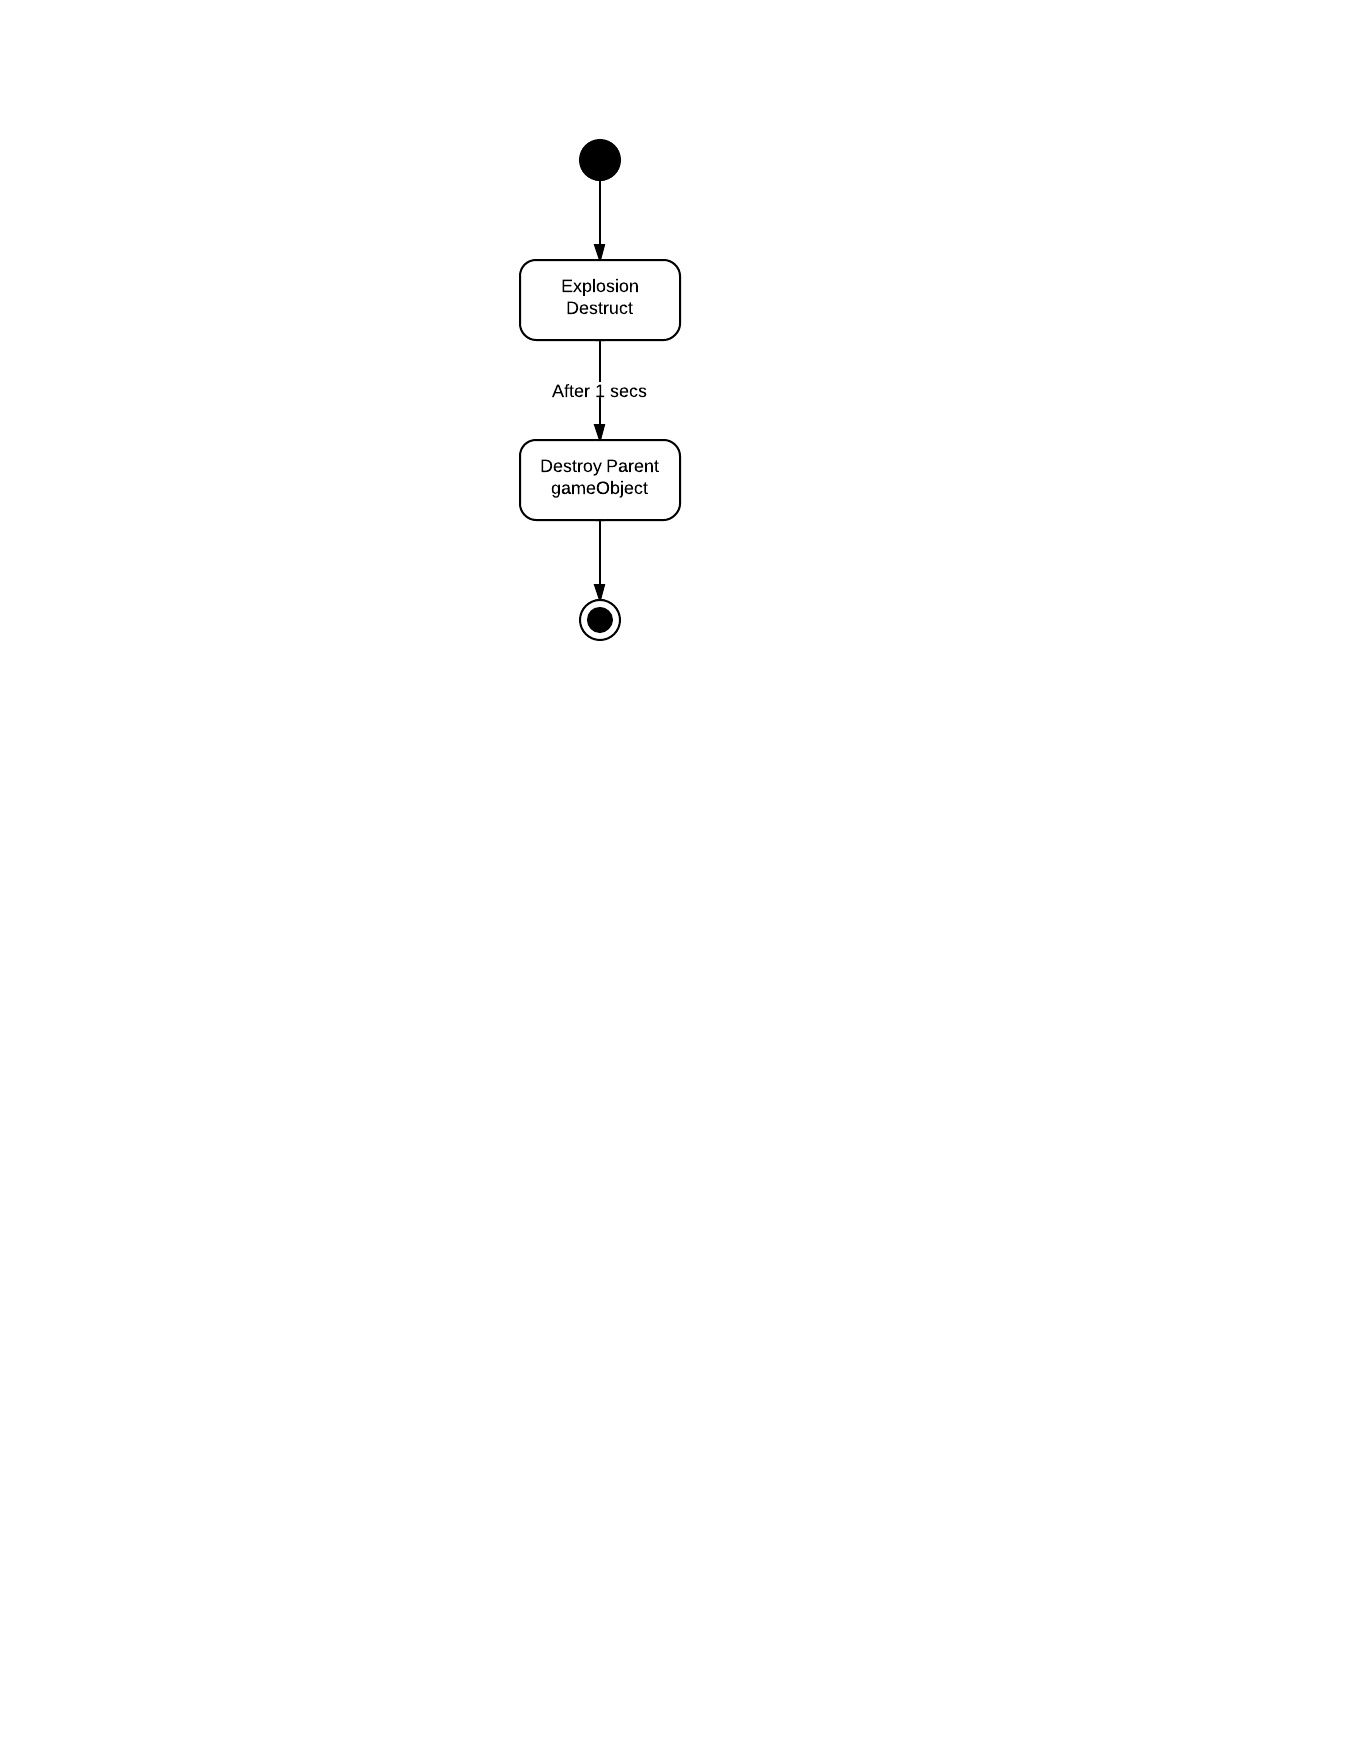 Explosion
Destruct
After 1 secs
Destroy Parent
gameObject